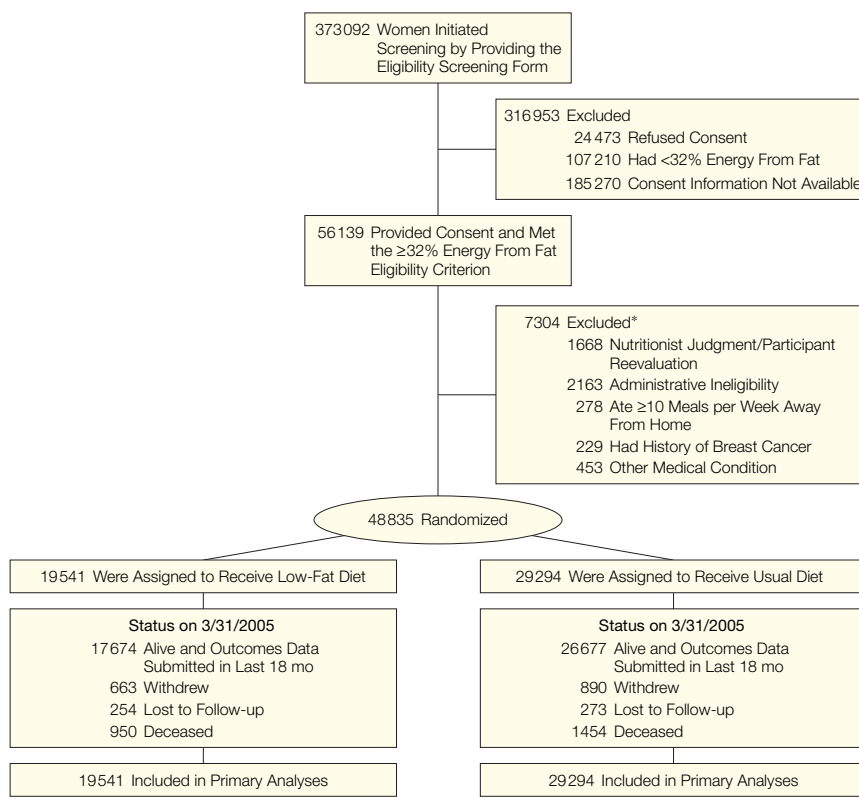 373092 Women Initiated
Screening by Providing the
Eligibility Screening Form
316953 Excluded
24473 Refused Consent
107210 Had <32% Energy From Fat
185270 Consent Information Not Available
56139 Provided Consent and Met
the ≥32% Energy From Fat
Eligibility Criterion
7304 Excluded*
1668 Nutritionist Judgment/Participant
Reevaluation
2163 Administrative Ineligibility
278 Ate ≥10 Meals per Week Away
From Home
229 Had History of Breast Cancer
453 Other Medical Condition
48835 Randomized
19541 Were Assigned to Receive Low-Fat Diet
29294 Were Assigned to Receive Usual Diet
Status on 3/31/2005
17674 Alive and Outcomes Data
Submitted in Last 18 mo
663 Withdrew
254 Lost to Follow-up
950 Deceased
Status on 3/31/2005
26677 Alive and Outcomes Data
Submitted in Last 18 mo
890 Withdrew
273 Lost to Follow-up
1454 Deceased
19541 Included in Primary Analyses
29294 Included in Primary Analyses